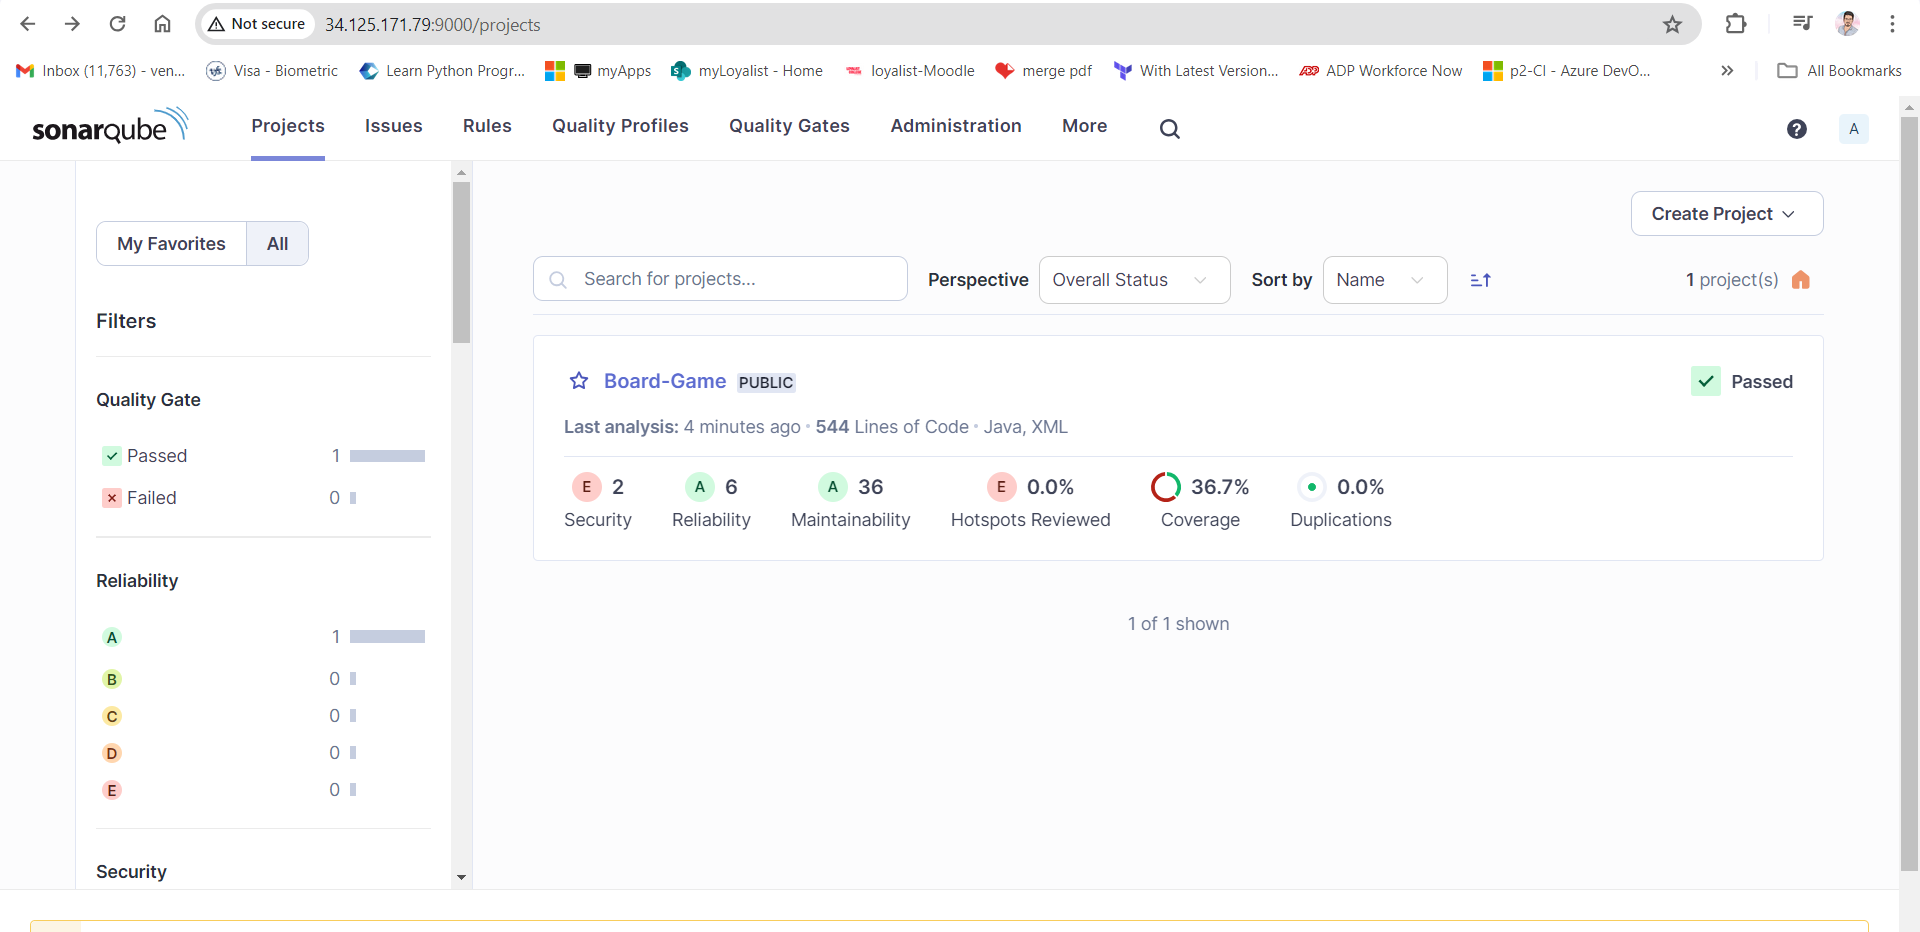 Not secure 34.125.171.79:9000/projects
Inbox (11,763) - ven... Visa - Biometric Learn Python Progr... myApps myLoyalist - Home loyalist-Moodle merge pdf With Latest Version... ADP Workforce Now p2-CI - Azure DevO... All Bookmarks
sonarqube Projects Issues Rules Quality Profiles Quality Gates Administration More A
My Favorites All
Filters
Quality Gate
Passed 1
Failed 0
Reliability
A 1
B 0
C 0
D 0
E 0
Security
Create Project
Search for projects... Perspective Overall Status Sort by Name 1 project(s)
Board-Game PUBLIC Passed
Last analysis: 4 minutes ago • 544 Lines of Code • Java, XML
E 2 A 6 A 36 E 0.0% 36.7% 0.0%
Security Reliability Maintainability Hotspots Reviewed Coverage Duplications
1 of 1 shown